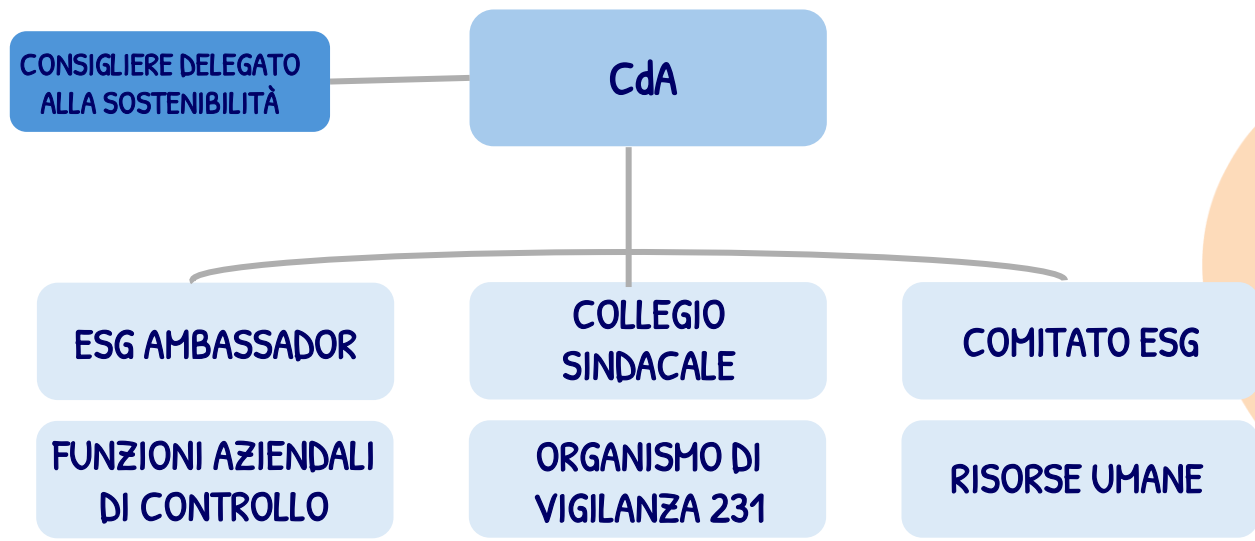 CONSIGLIERE DELEGATO
ALLA SOSTENIBILITÀ
CdA
ESG AMBASSADOR
COLLEGIO
SINDACALE
COMITATO ESG
FUNZIONI AZIENDALI
DI CONTROLLO
ORGANISMO DI
VIGILANZA 231
RISORSE UMANE